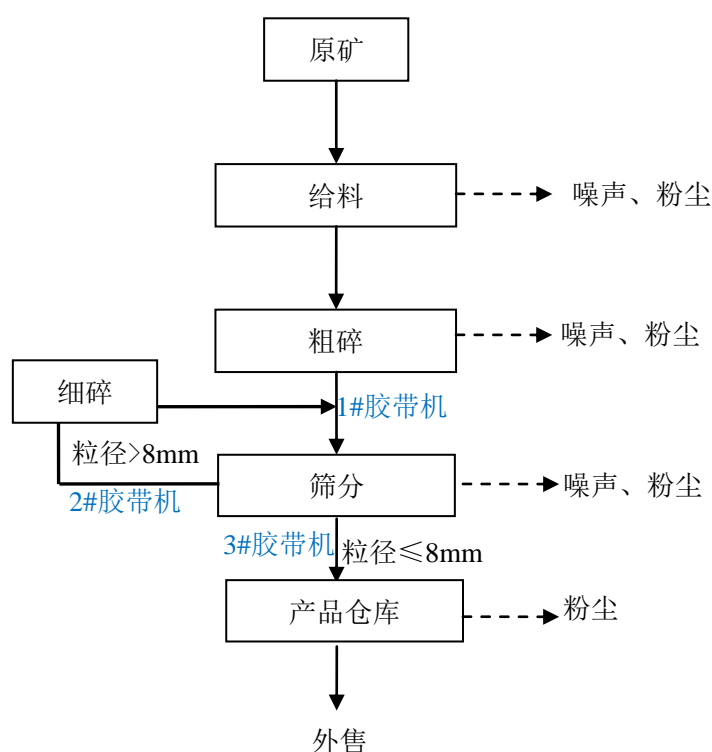 原矿
给料
噪声、粉尘
粗碎
噪声、粉尘
细碎
1#胶带机
粒径>8mm
2#胶带机
筛分
噪声、粉尘
3#胶带机
粒径≤8mm
产品仓库
粉尘
外售